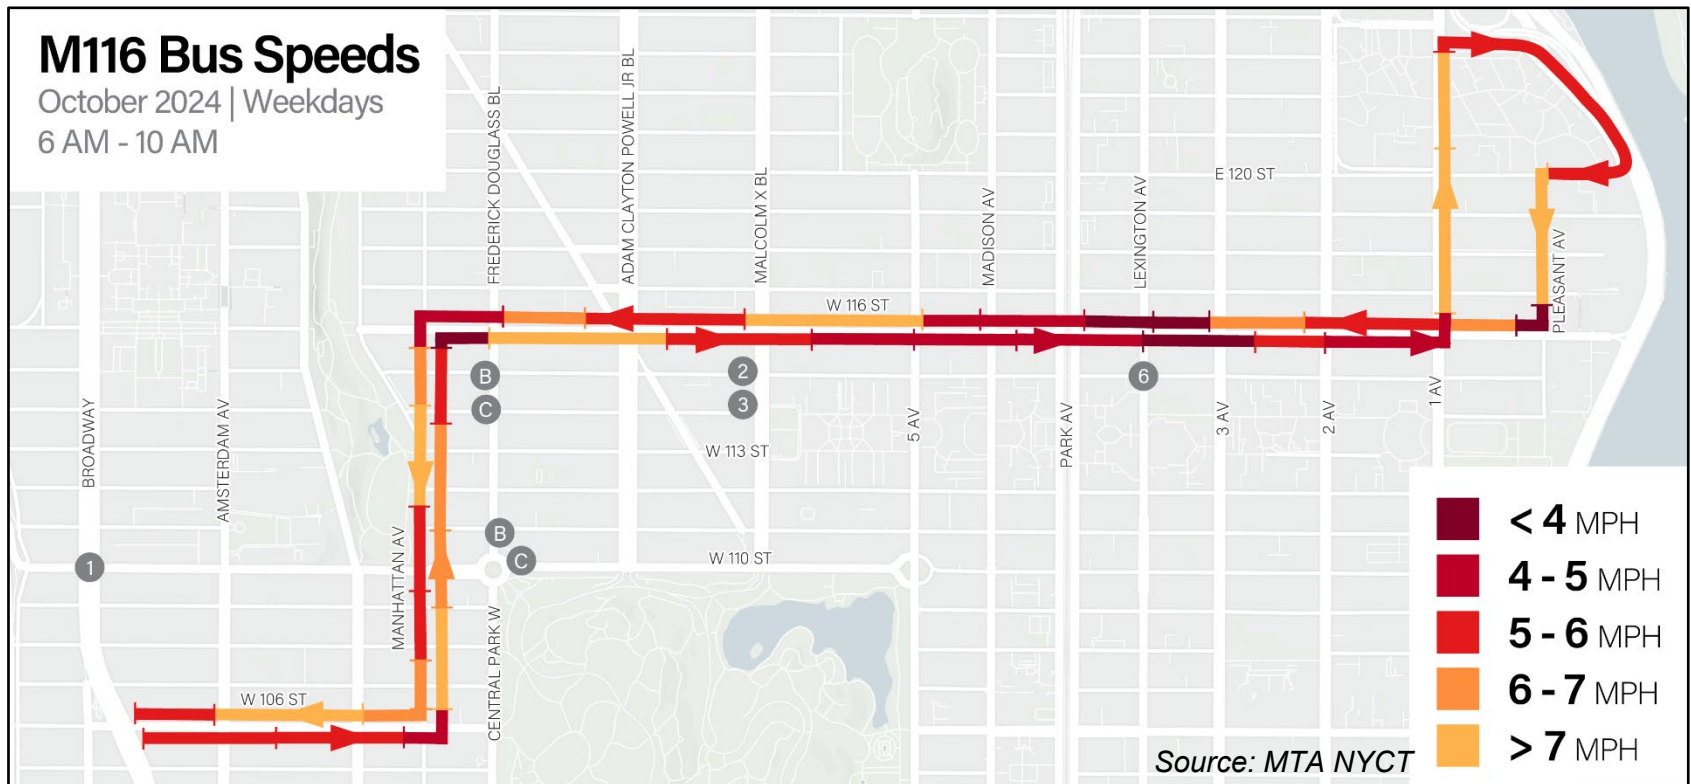 M116 Bus Speeds
October 2024 | Weekdays
6 AM - 10 AM
FREDERICK DOUGLASS BL
ADAM CLAYTON POWELL JR BL
MALCOLM X BL
MADISON AV
LEXINGTON AV
E 120 ST
PLEASANT AV
W 116 ST
B
C
2
3
6
BROADWAY
AMSTERDAM AV
5 AV
PARK AV
3 AV
2 AV
1 AV
W 113 ST
MANHATTAN AV
B
C
1
W 110 ST
CENTRAL PARK W
W 106 ST
< 4 MPH
4 - 5 MPH
5 - 6 MPH
6 - 7 MPH
> 7 MPH
Source: MTA NYCT